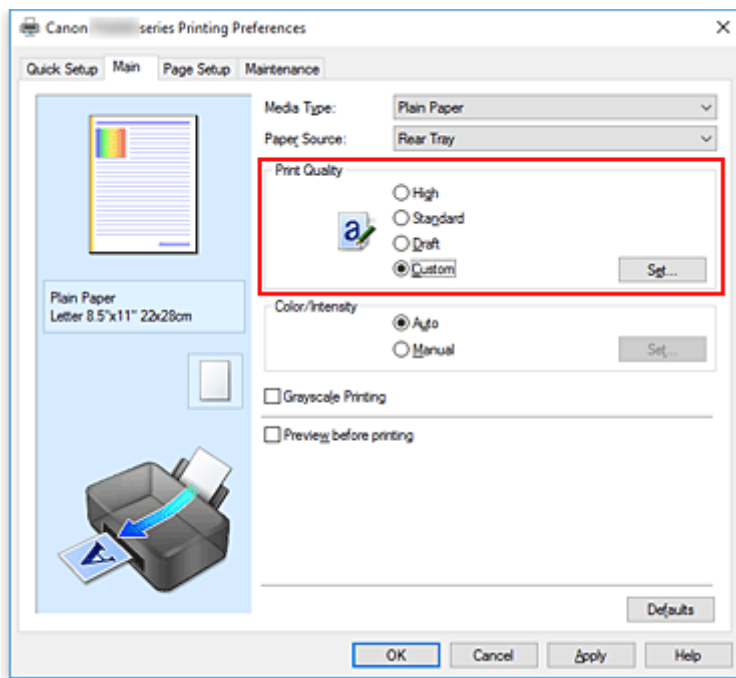 Canon series Printing Preferences
Quick Setup Main Page Setup Maintenance
Media Type: Plain Paper
Paper Source: Rear Tray
Print Quality
High
Standard
Draft
Custom Set...
Plain Paper
Letter 8.5"x11" 22x28cm
Color/Intensity
Auto
Manual Set...
Grayscale Printing
Preview before printing
Defaults
OK Cancel Apply Help